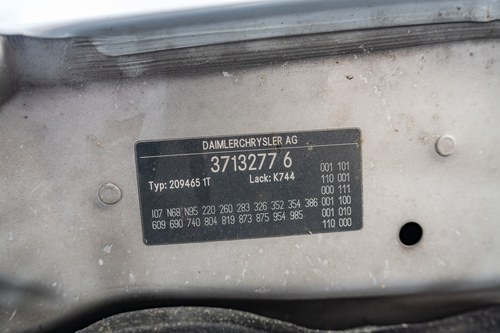 DAIMLERCHRYSLER AG
3713277 6
Typ: 209465 1T Lack: K744
001 101
110 001
000 111
I07 N68 N95 220 260 283 326 352 354 386 001 100
609 690 740 804 819 873 875 954 985 001 010
110 000